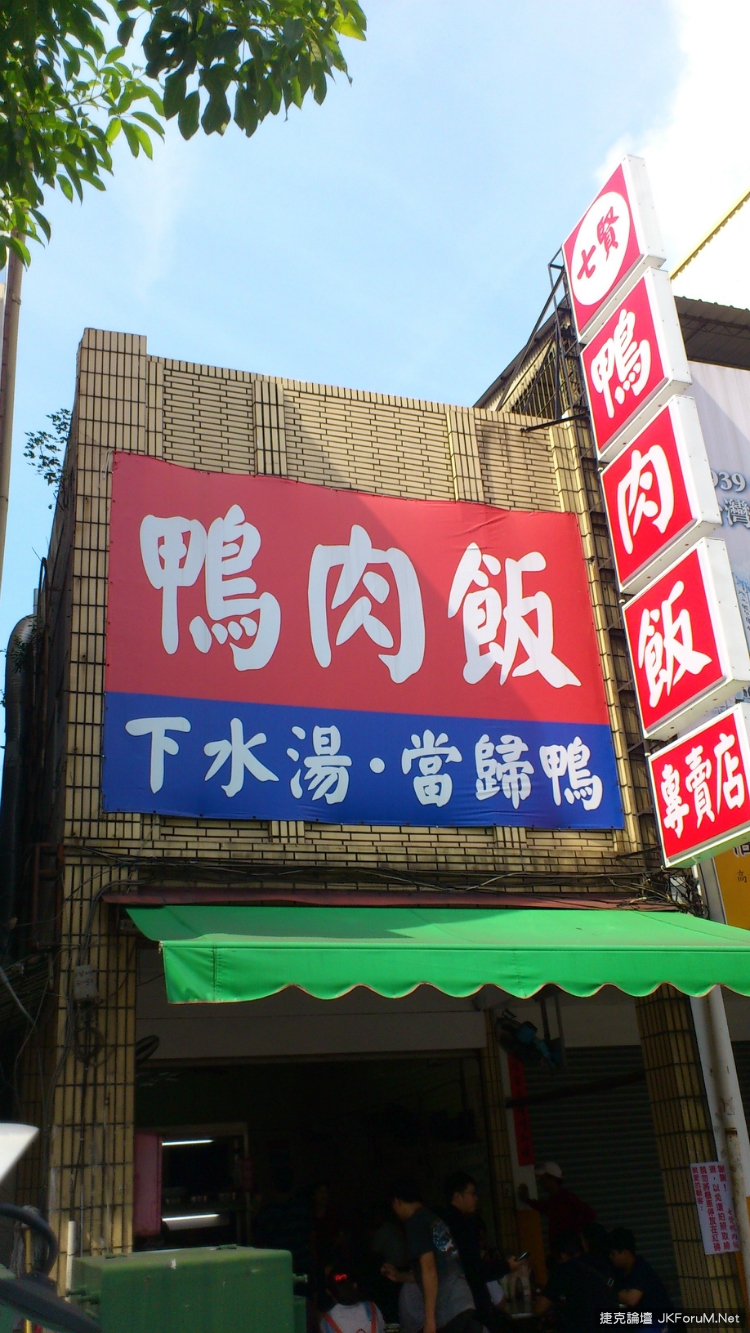 七賢
鴨
肉
飯
專賣店
鴨肉飯
下水湯·當歸鴨
捷克論壇 JKForuM.Net